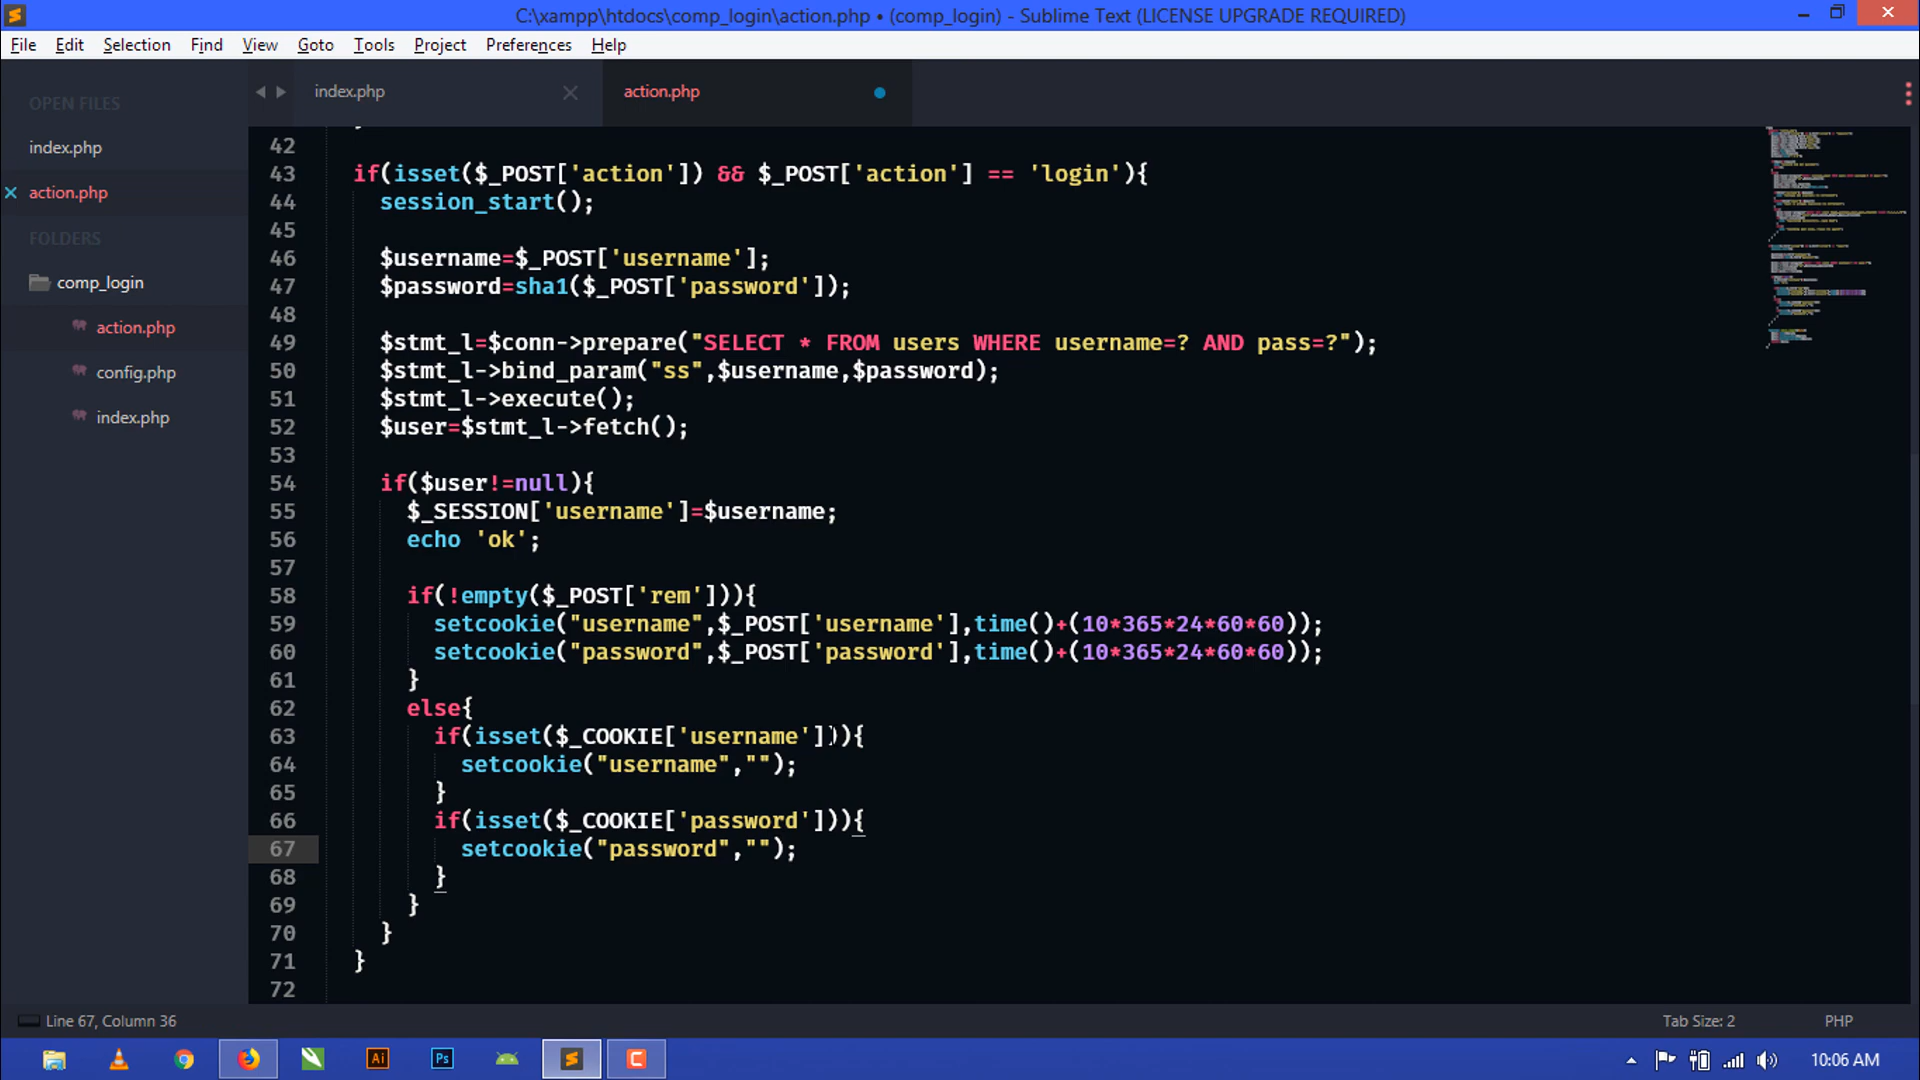 C:\xampp\htdocs\comp_login\action.php • (comp_login) - Sublime Text (LICENSE UPGRADE REQUIRED)
File Edit Selection Find View Goto Tools Project Preferences Help
OPEN FILES
index.php
action.php
FOLDERS
comp_login
action.php
config.php
index.php
index.php
action.php
42
43 if(isset($_POST['action']) && $_POST['action'] == 'login'){
44 session_start();
45
46 $username=$_POST['username'];
47 $password=sha1($_POST['password']);
48
49 $stmt_l=$conn->prepare("SELECT * FROM users WHERE username=? AND pass=?");
50 $stmt_l->bind_param("ss",$username,$password);
51 $stmt_l->execute();
52 $user=$stmt_l->fetch();
53
54 if($user!=null){
55 $_SESSION['username']=$username;
56 echo 'ok';
57
58 if(!empty($_POST['rem'])){
59 setcookie("username",$_POST['username'],time()+(10*365*24*60*60));
60 setcookie("password",$_POST['password'],time()+(10*365*24*60*60));
61 }
62 else{
63 if(isset($_COOKIE['username'])){
64 setcookie("username","");
65 }
66 if(isset($_COOKIE['password'])){
67 setcookie("password","");
68 }
69 }
70 }
71 }
72
Line 67, Column 36
Tab Size: 2
PHP
Ai
Ps
C
10:06 AM